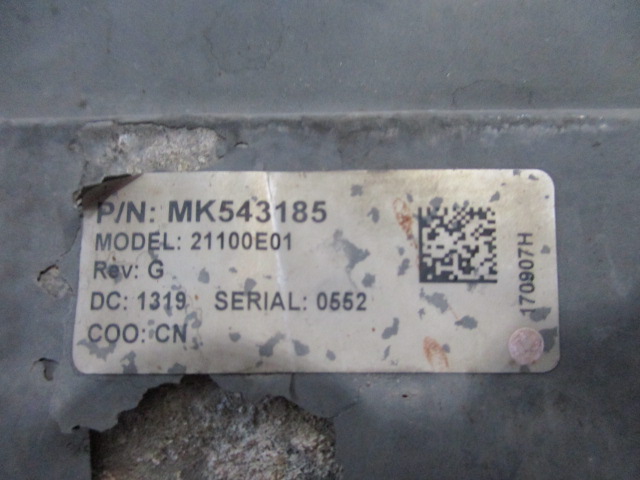 P/N: MK543185
MODEL: 21100E01
Rev: G
DC: 1319 SERIAL: 0552
COO: CN
170907H